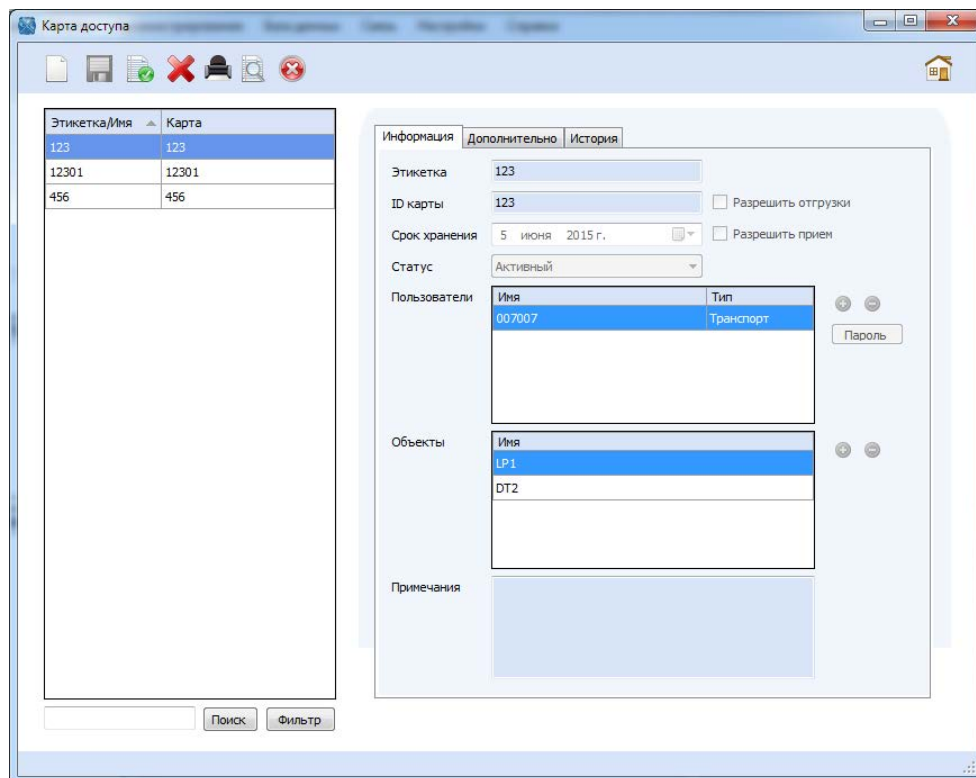 Карта доступа
Этикетка/Имя Карта
123 123
12301 12301
456 456
Поиск Фильтр
Информация Дополнительно История
Этикетка 123
ID карты 123 Разрешить отгрузки
Срок хранения 5 июня 2015 г. Разрешить прием
Статус Активный
Пользователи Имя Тип
007007 Транспорт
Пароль
Объекты Имя
LP1
DT2
Примечания